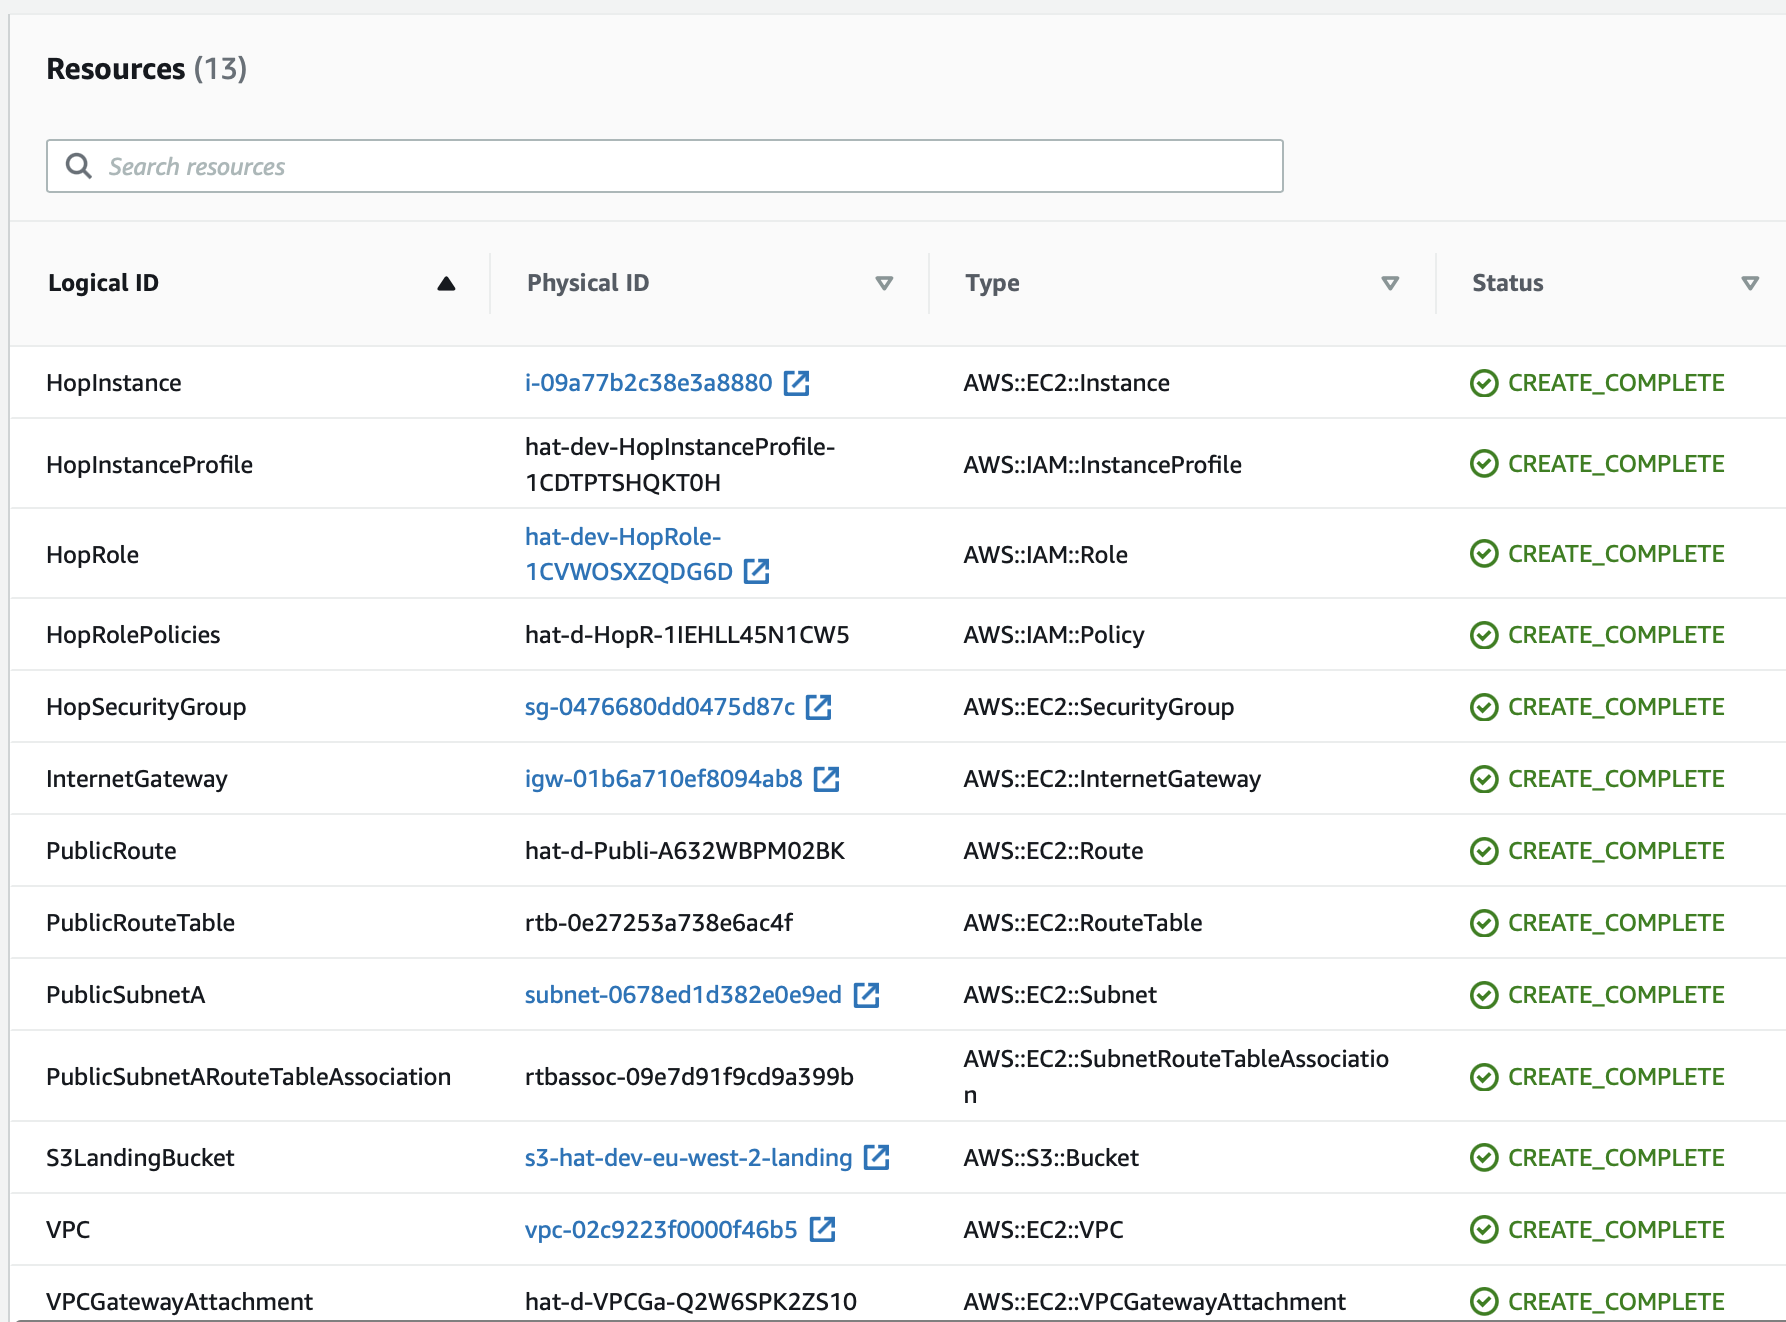 Resources (13)
Search resources
Logical ID Physical ID Type Status
HopInstance i-09a77b2c38e3a8880 AWS::EC2::Instance CREATE_COMPLETE
HopInstanceProfile hat-dev-HopInstanceProfile-
1CDTPTSHQKT0H AWS::IAM::InstanceProfile CREATE_COMPLETE
HopRole hat-dev-HopRole-
1CVWOSXZQDG6D AWS::IAM::Role CREATE_COMPLETE
HopRolePolicies hat-d-HopR-1IEHLL45N1CW5 AWS::IAM::Policy CREATE_COMPLETE
HopSecurityGroup sg-0476680dd0475d87c AWS::EC2::SecurityGroup CREATE_COMPLETE
InternetGateway igw-01b6a710ef8094ab8 AWS::EC2::InternetGateway CREATE_COMPLETE
PublicRoute hat-d-Publi-A632WBPM02BK AWS::EC2::Route CREATE_COMPLETE
PublicRouteTable rtb-0e27253a738e6ac4f AWS::EC2::RouteTable CREATE_COMPLETE
PublicSubnetA subnet-0678ed1d382e0e9ed AWS::EC2::Subnet CREATE_COMPLETE
PublicSubnetARouteTableAssociation rtbassoc-09e7d91f9cd9a399b AWS::EC2::SubnetRouteTableAssociatio
n CREATE_COMPLETE
S3LandingBucket s3-hat-dev-eu-west-2-landing AWS::S3::Bucket CREATE_COMPLETE
VPC vpc-02c9223f0000f46b5 AWS::EC2::VPC CREATE_COMPLETE
VPCGatewayAttachment hat-d-VPCGa-Q2W6SPK2ZS10 AWS::EC2::VPCGatewayAttachment CREATE_COMPLETE